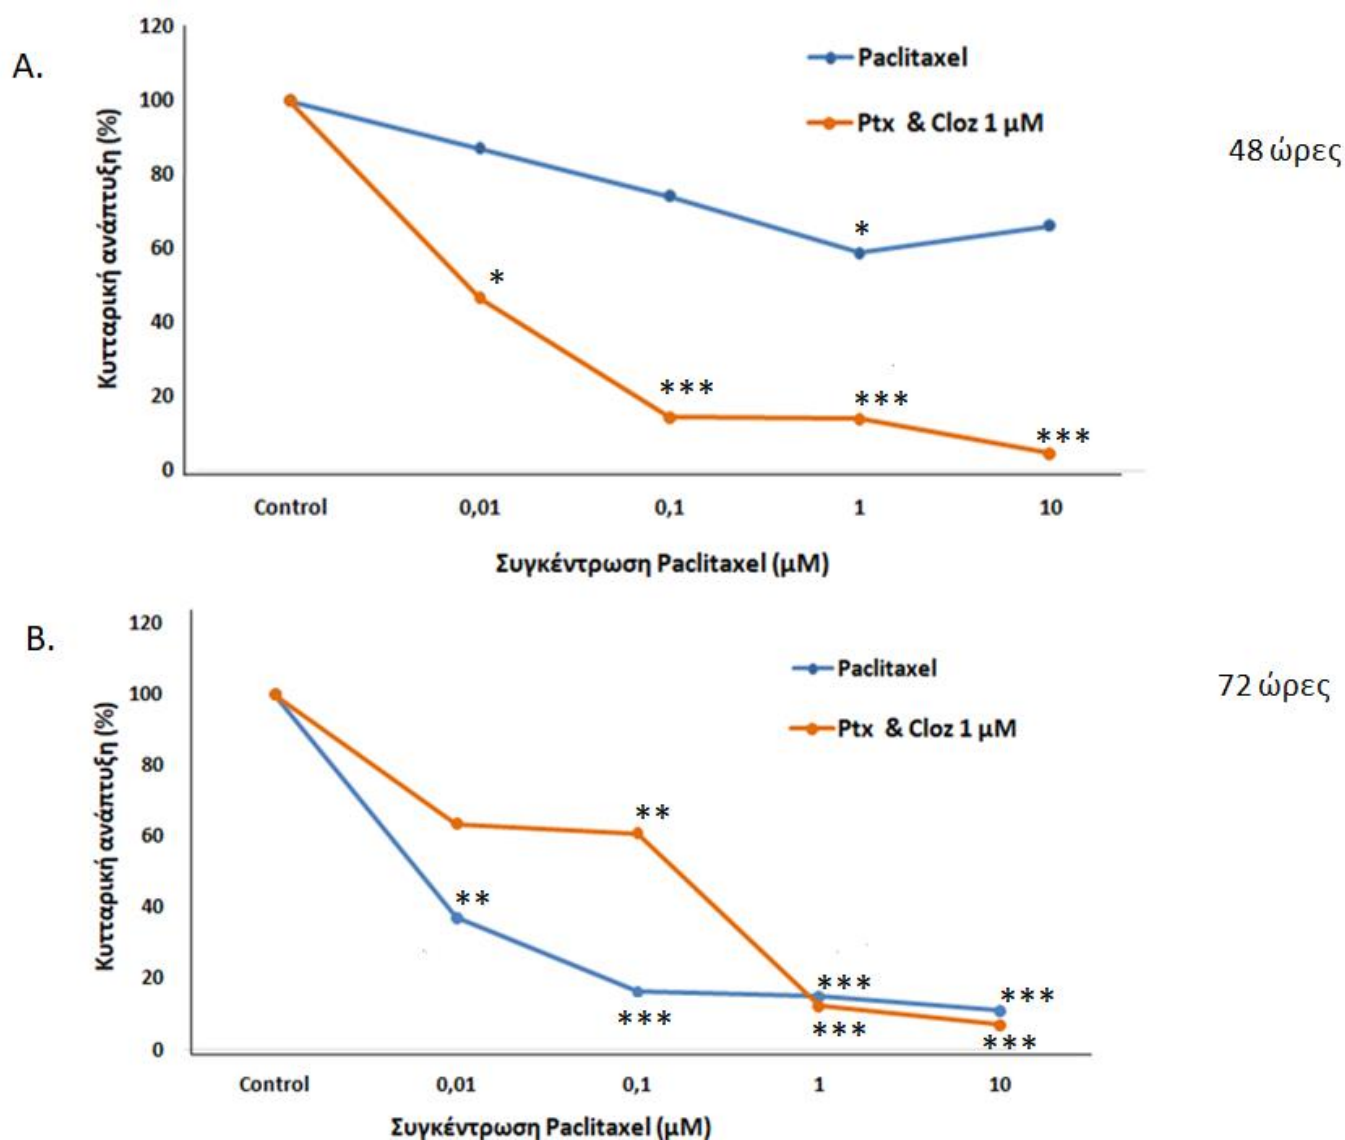 A.
120
100
80
60
40
20
0
Κυτταρική ανάπτυξη (%)
Paclitaxel
Ptx & Cloz 1 μM
48 ώρες
*
*
***
***
***
Control 0,01 0,1 1 10
Συγκέντρωση Paclitaxel (μM)
B.
120
100
80
60
40
20
0
Κυτταρική ανάπτυξη (%)
Paclitaxel
Ptx & Cloz 1 μM
72 ώρες
**
**
***
***
***
***
***
Control 0,01 0,1 1 10
Συγκέντρωση Paclitaxel (μM)